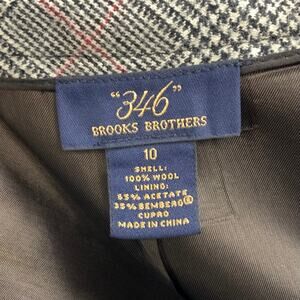 "346"
BROOKS BROTHERS
10
SHELL:
100% WOOL
LINING:
65% ACETATE
35% BEMBERG®
CUPRO
MADE IN CHINA